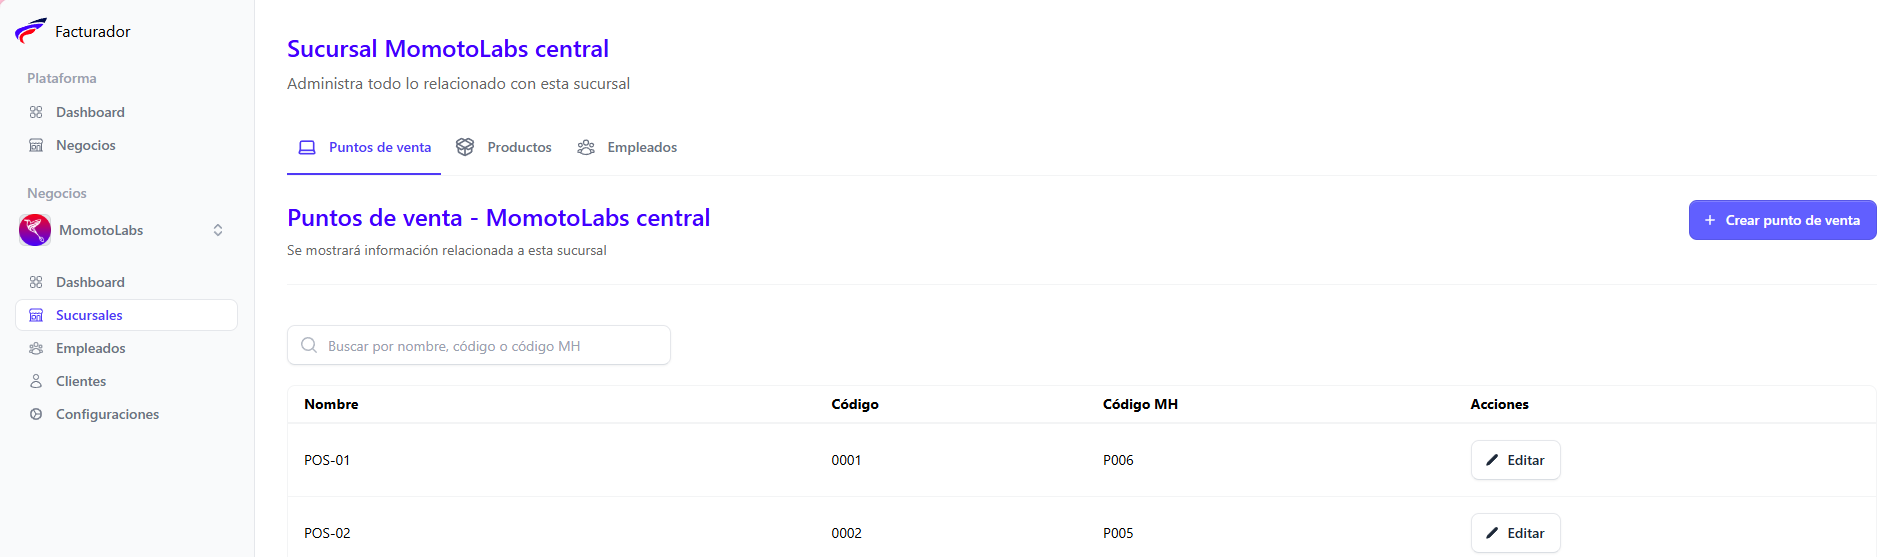 Facturador
Plataforma
Dashboard
Negocios
Negocios
MomotoLabs
Dashboard
Sucursales
Empleados
Clientes
Configuraciones
Sucursal MomotoLabs central
Administra todo lo relacionado con esta sucursal
Puntos de venta Productos Empleados
Puntos de venta - MomotoLabs central
Se mostrará información relacionada a esta sucursal
+ Crear punto de venta
Buscar por nombre, código o código MH
Nombre Código Código MH Acciones
POS-01 0001 P006 Editar
POS-02 0002 P005 Editar